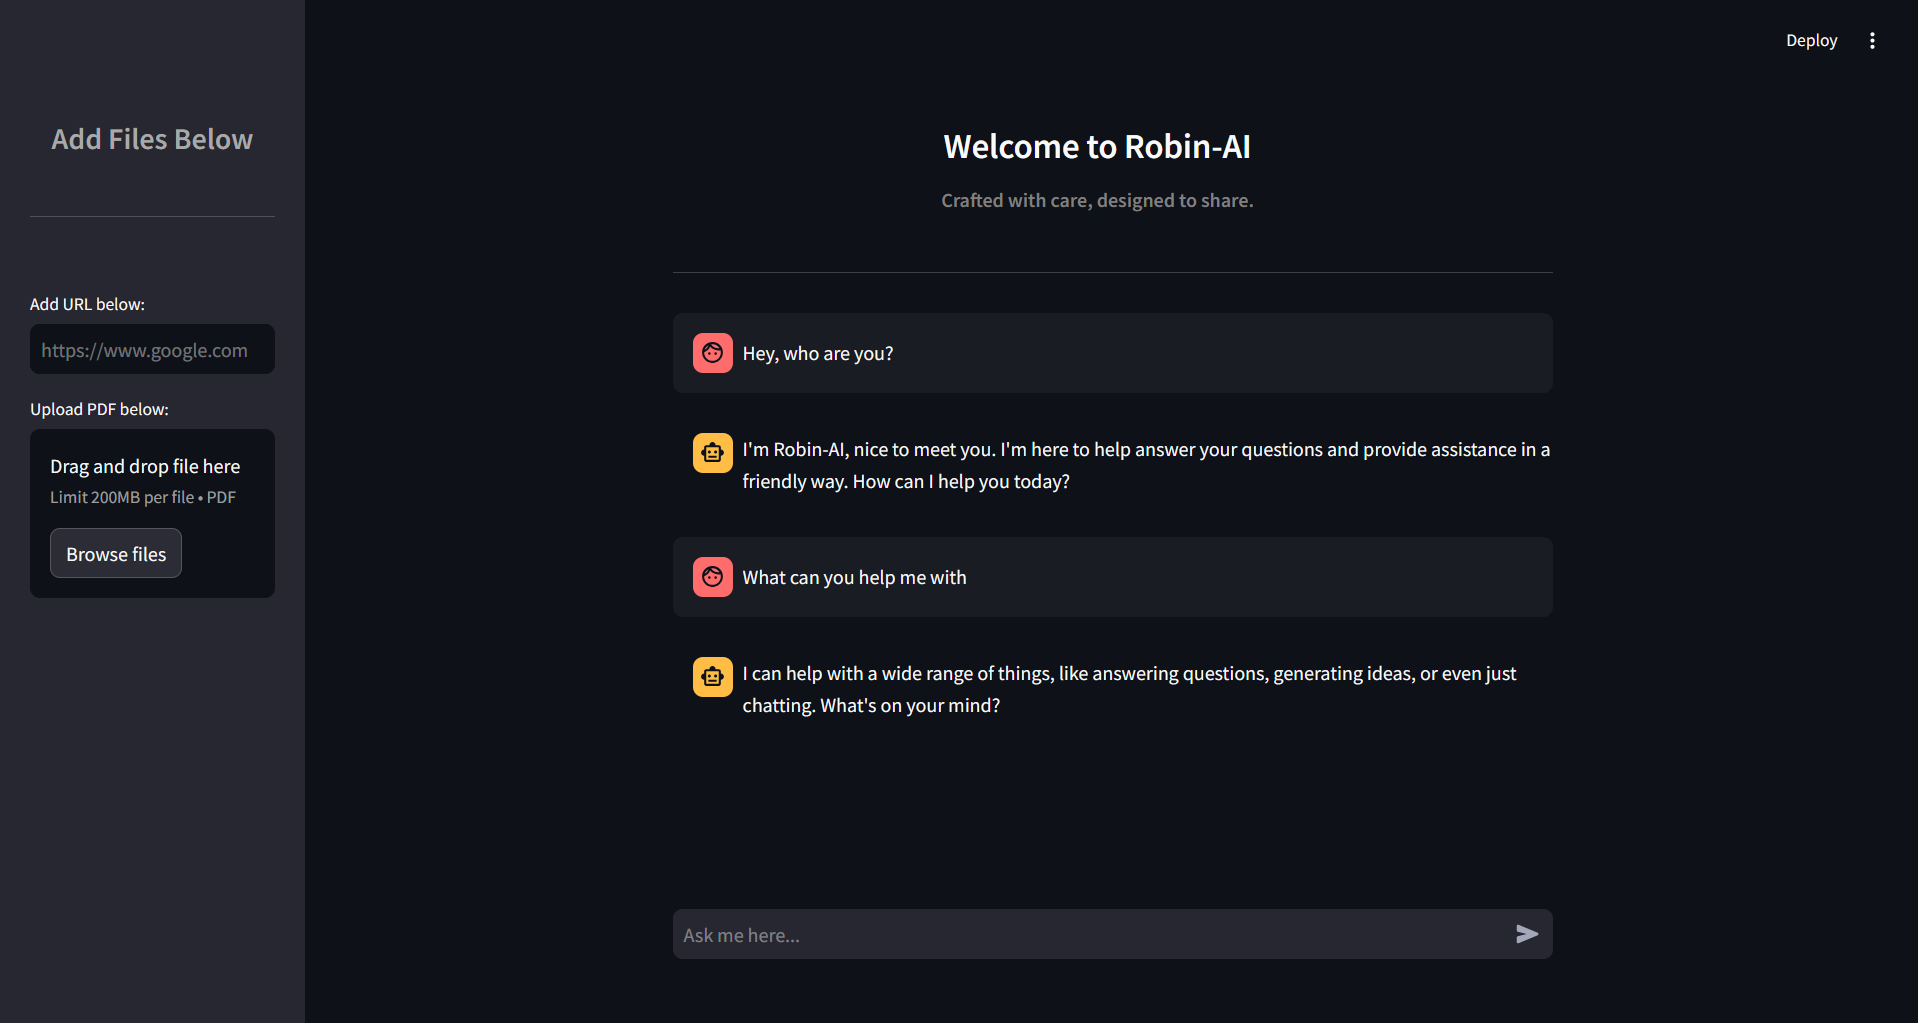 Deploy
Add Files Below
Add URL below:
https://www.google.com
Upload PDF below:
Drag and drop file here
Limit 200MB per file • PDF
Browse files
Welcome to Robin-AI
Crafted with care, designed to share.
Hey, who are you?
I'm Robin-AI, nice to meet you. I'm here to help answer your questions and provide assistance in a
friendly way. How can I help you today?
What can you help me with
I can help with a wide range of things, like answering questions, generating ideas, or even just
chatting. What's on your mind?
Ask me here...